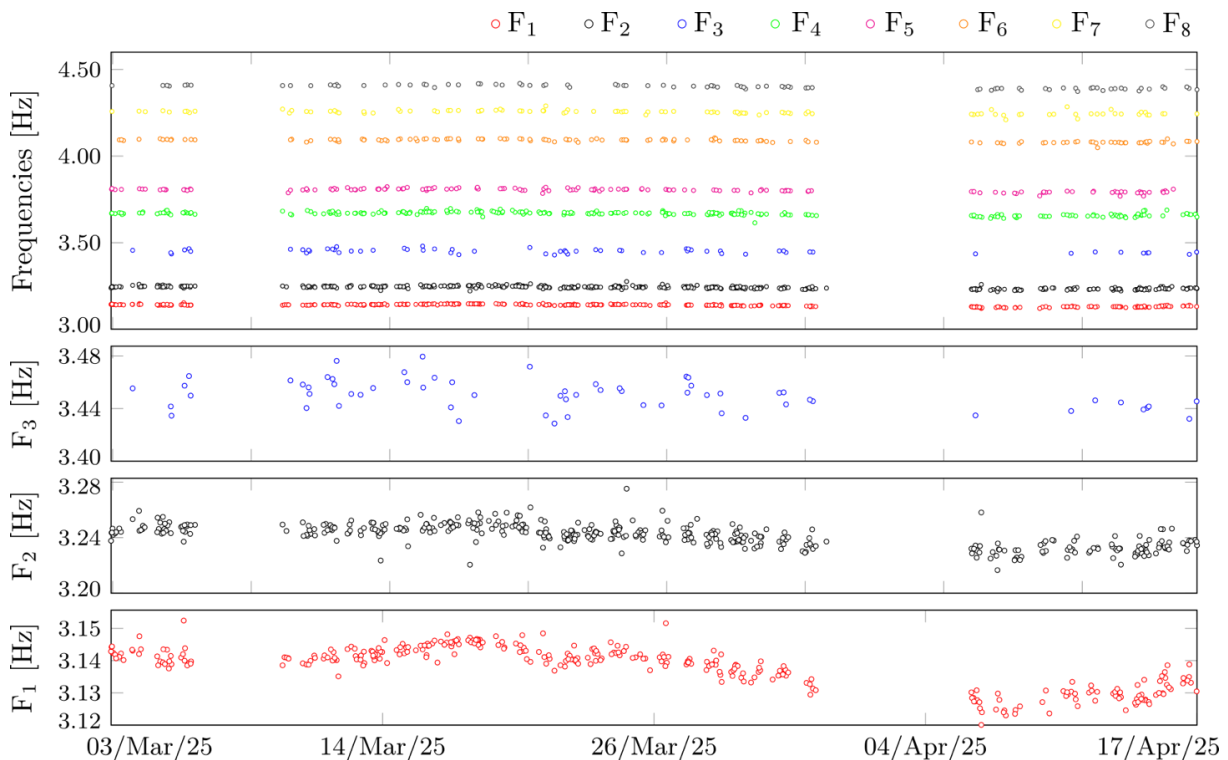 F₁ F₂ F₃ F₄ F₅ F₆ F₇ F₈
Frequencies [Hz]
4.50
4.00
3.50
3.00
F₃ [Hz]
3.48
3.44
3.40
F₂ [Hz]
3.28
3.24
3.20
F₁ [Hz]
3.15
3.14
3.13
3.12
03/Mar/25 14/Mar/25 26/Mar/25 04/Apr/25 17/Apr/25